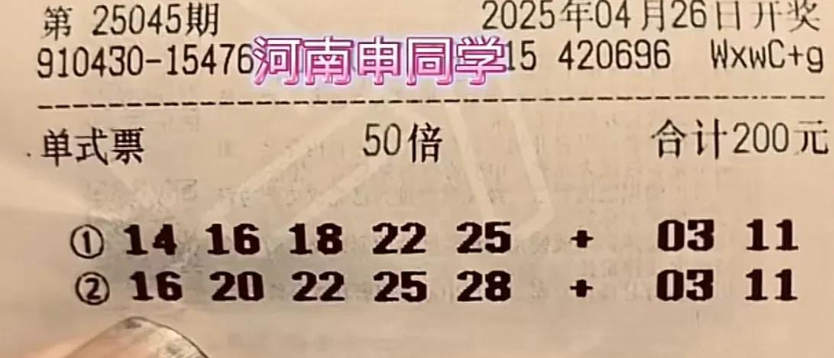 第 25045期 2025年04月26日开奖
910430-15476 河南申同学 15 420696 WxwC+g
单式票 50倍 合计200元
① 14 16 18 22 25 + 03 11
② 16 20 22 25 28 + 03 11